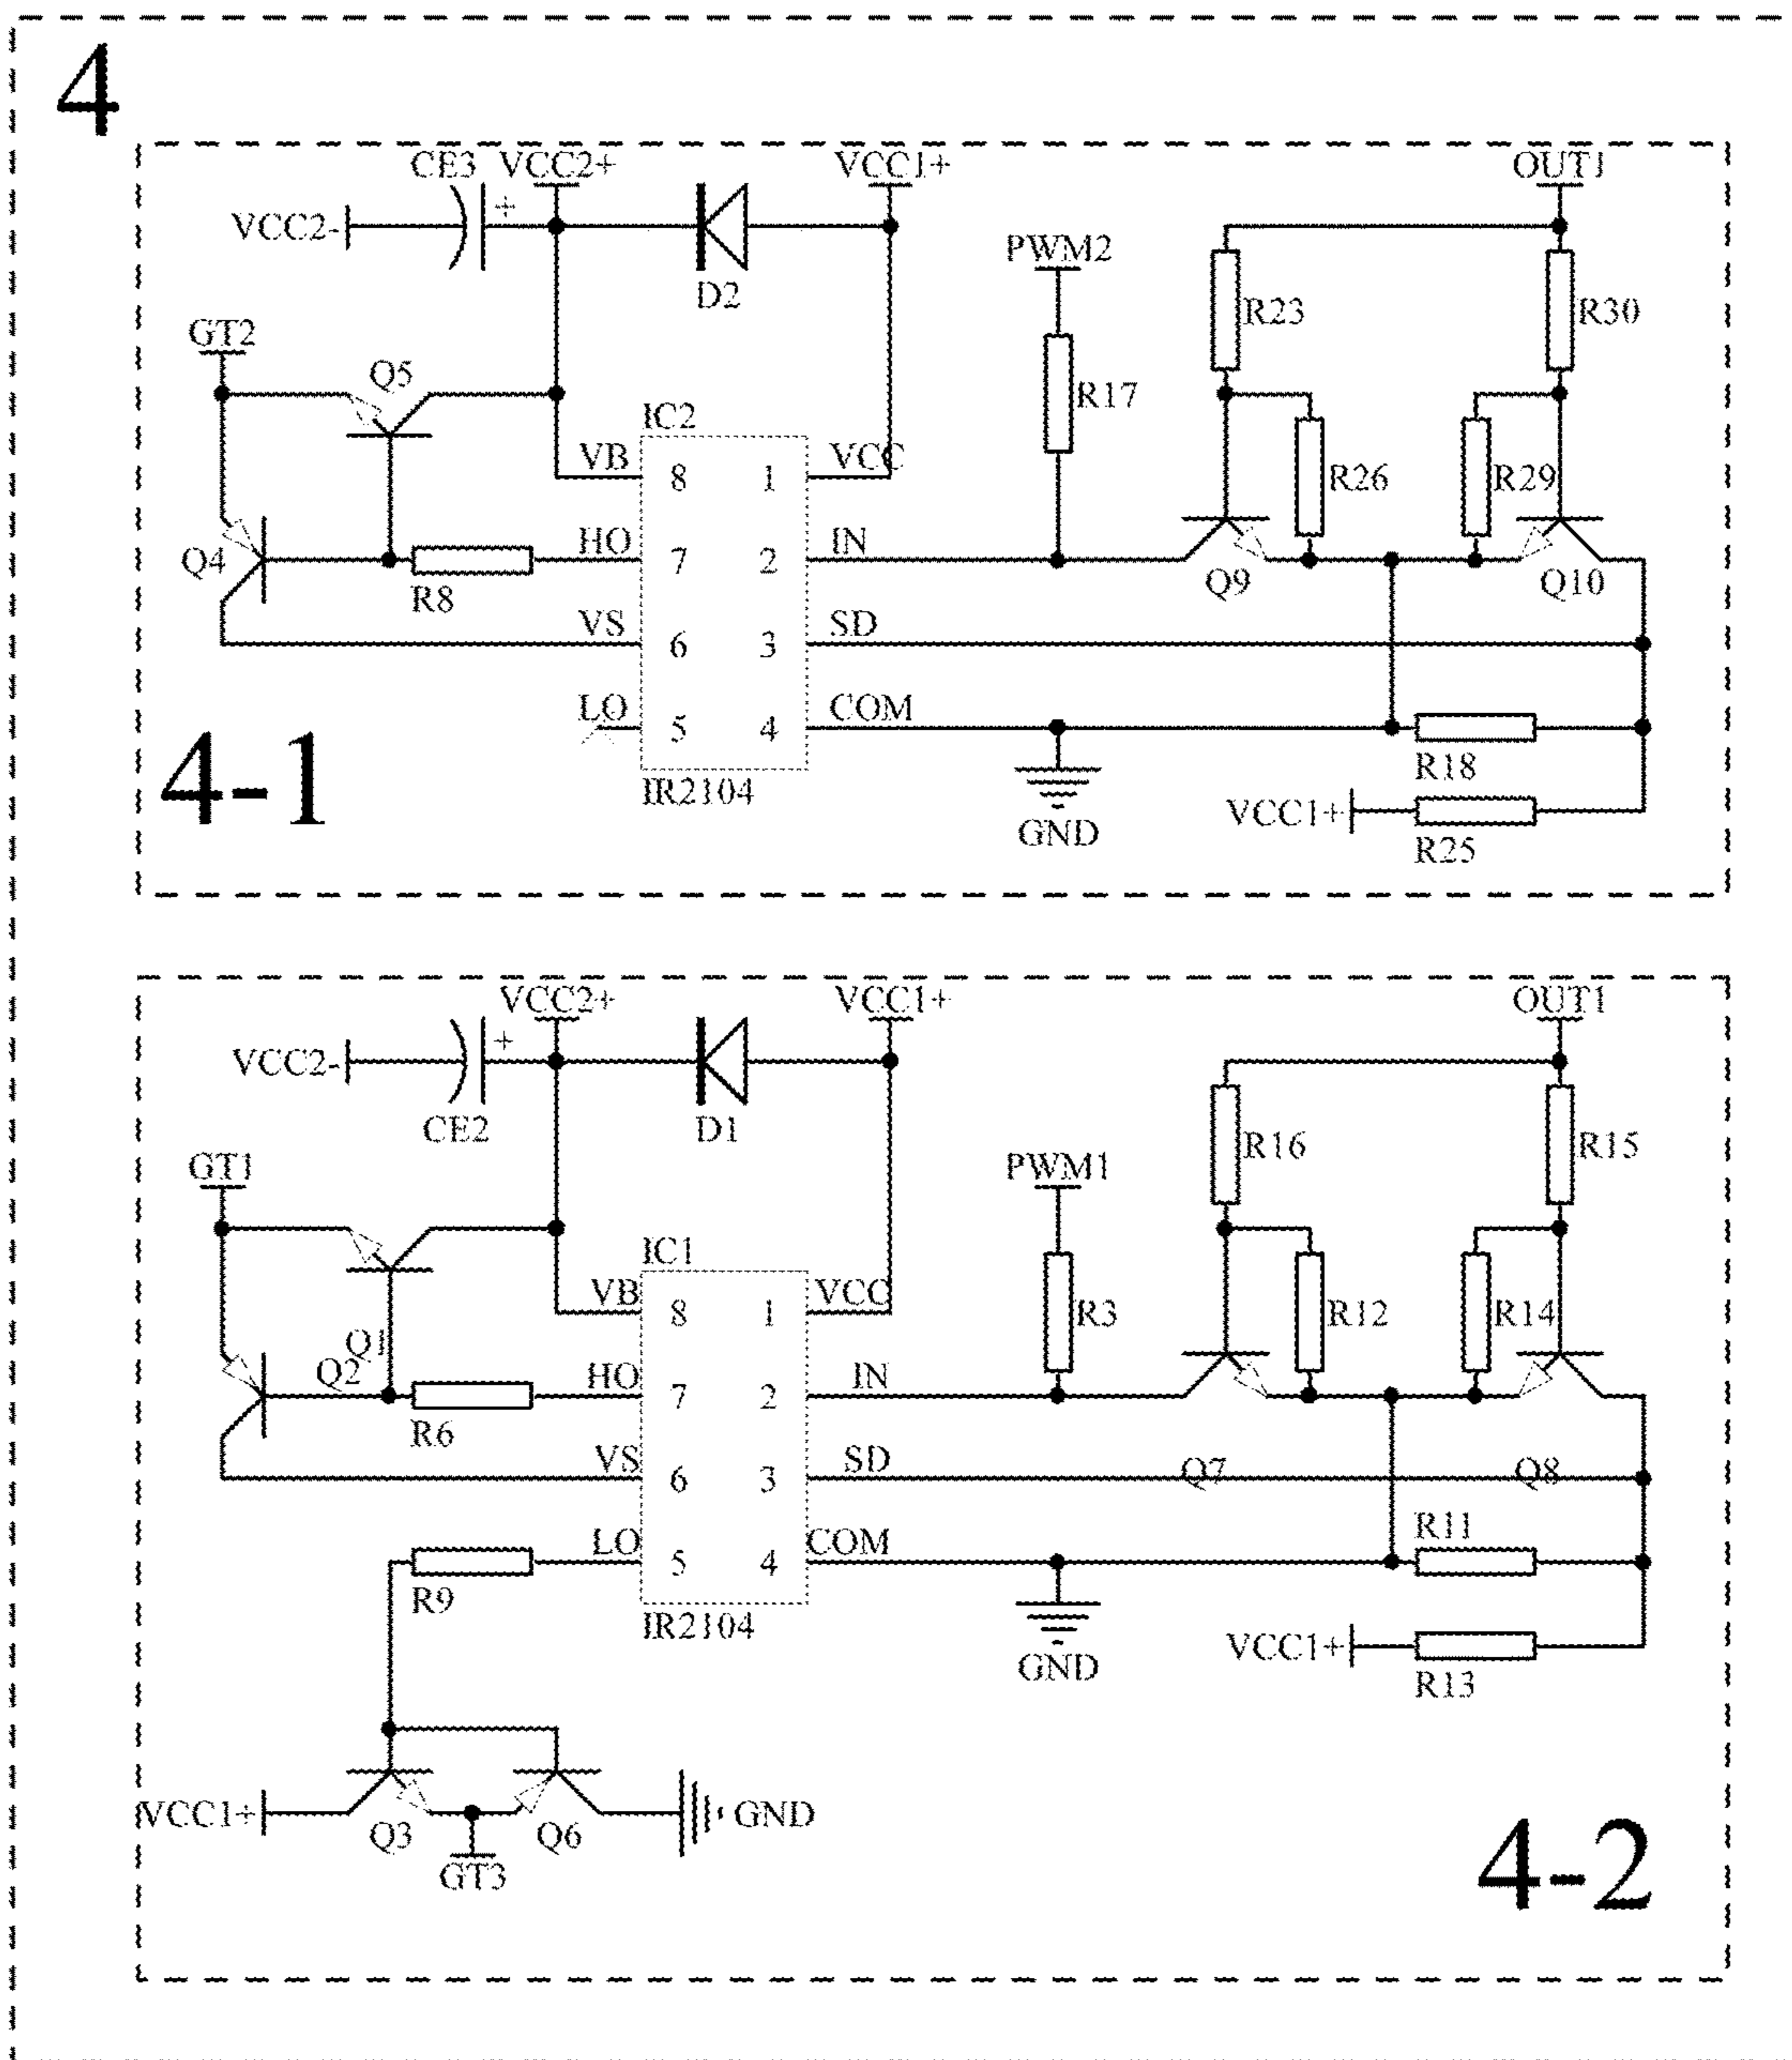 4
CE3 VCC2+ VCC1+ OUT1
VCC2- +
PWM2
D2 R23 R30
GT2
Q5 R17
IC2
VB 8 1 VCC R26 R29
Q4 HO 7 2 IN Q9 Q10
R8
VS 6 3 SD
LO 5 4 COM
4-1 IR2104 R18
GND VCC1+
R25
VCC2+ VCC1+ OUT1
VCC2- +
CE2 D1 R16 R15
GT1 PWM1
IC1
VB 8 1 VCC R3 R12 R14
Q1
Q2 HO 7 2 IN
R6
VS 6 3 SD Q7 Q8
LO 5 4 COM R11
R9
IR2104
GND VCC1+
R13
VCC1+ Q3 Q6 GND
GT3
4-2